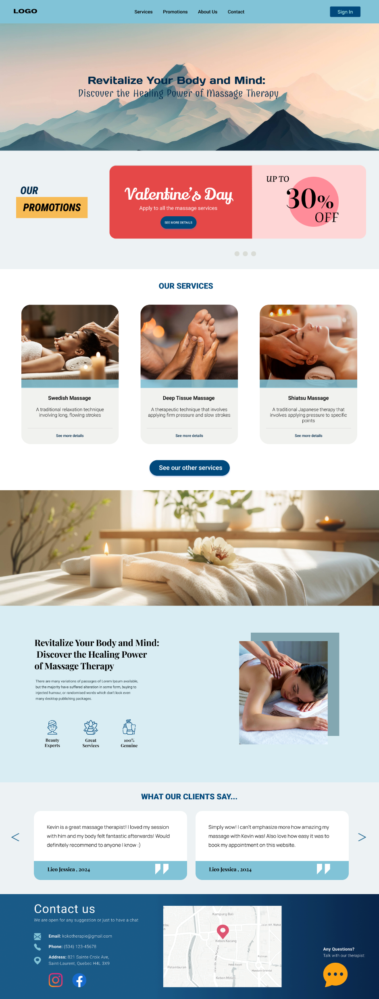 LOGO
Services
Promotions
About Us
Contact
Sign In
Revitalize Your Body and Mind:
Discover the Healing Power of Massage Therapy
OUR
PROMOTIONS
Valentine's Day
Apply to all the massage services
SEE MORE DETAILS
UP TO
30%
OFF
OUR SERVICES
Swedish Massage
A traditional relaxation technique
involving long, flowing strokes
See more details
Deep Tissue Massage
A therapeutic technique that involves
applying firm pressure and slow strokes
See more details
Shiatsu Massage
A traditional Japanese therapy that
involves applying pressure to specific
points
See more details
See our other services
Revitalize Your Body and Mind:
Discover the Healing Power
of Massage Therapy
There are many variations of passages of Lorem Ipsum available,
but the majority have suffered alteration in some form, buying to
injected humour, or randomised words which don't look even
many desktop publishing packages.
Beauty
Experts
Great
Services
100%
Genuine
WHAT OUR CLIENTS SAY...
Kevin is a great massage therapist! I loved my session
with him and my body felt fantastic afterwards! Would
definitely recommend to anyone I know :)
Lieo Jessica , 2024
Simply wow! I can't emphasize more how amazing my
massage with Kevin was! Also love how easy it was to
book my appointment on this website.
Lieo Jessica , 2024
Contact us
We are open for any suggestion or just to have a chat
Email: kokotherapie@gmail.com
Phone: (534) 123-45678
Address: 821 Sainte Croix Ave,
Saint-Laurent, Quebec H4L 3X9
Kampung Bali
Jalan KH. Wahid
Kebon Kacang
Jalan KH. Mas Mansyur
Pullman
Hotel Ascott
Petamburan
Mandarin Oriental
Kebon Melati
Any Questions?
Talk with our therapist: